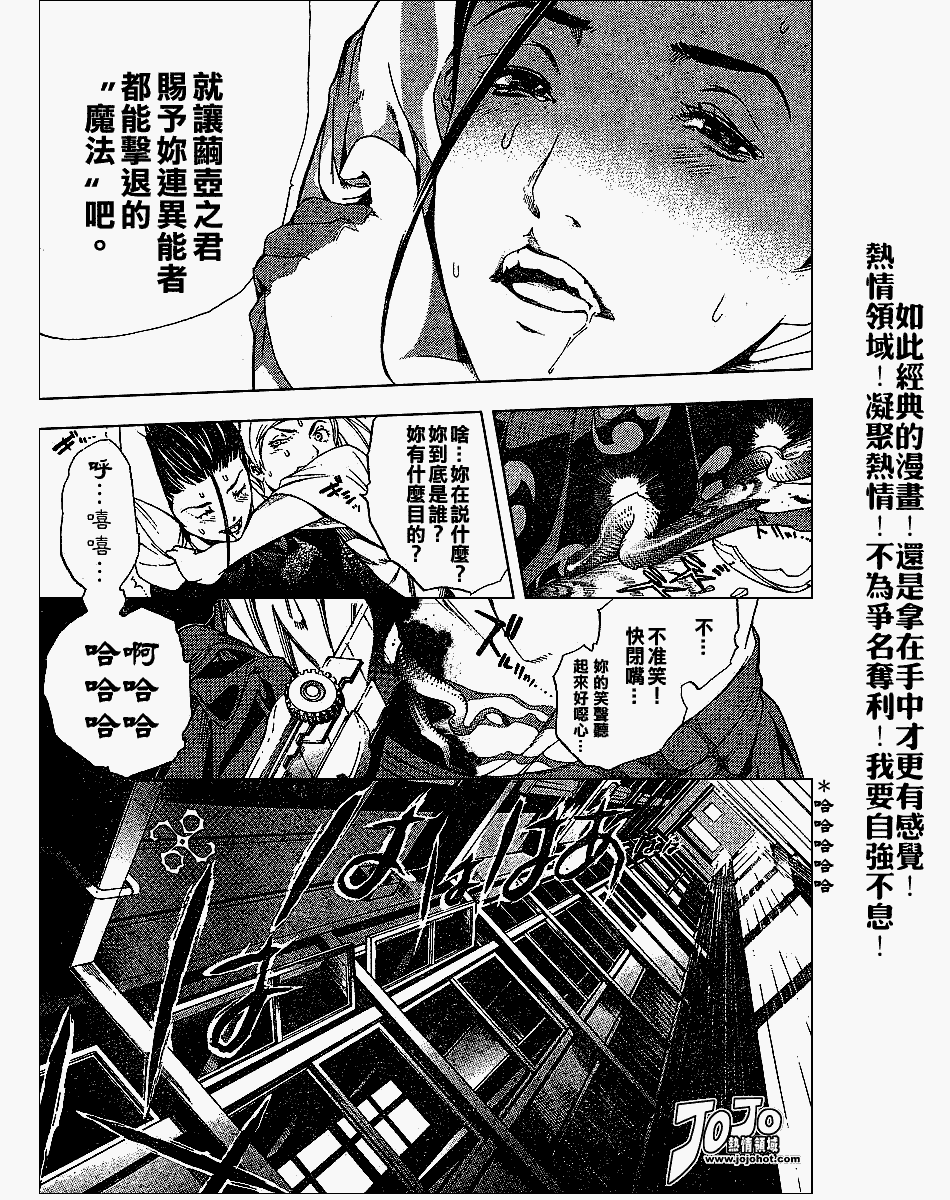 就讓繭壺之君
賜予妳連異能者
都能擊退的
〝魔法〞吧。
啥…妳在説什麼？
妳到底是誰？
妳有什麼目的？
呼…嘻嘻…
不…
不准笑！
快閉嘴…
妳的笑聲聽
起來好噁心…
啊哈哈
哈哈哈
はははははあ
ははは
*哈哈哈哈哈
如此經典的漫畫！還是拿在手中才更有感覺！
熱情領域！凝聚熱情！不為爭名奪利！我要自強不息！
JOJO
熱情領域
www.jojohot.com